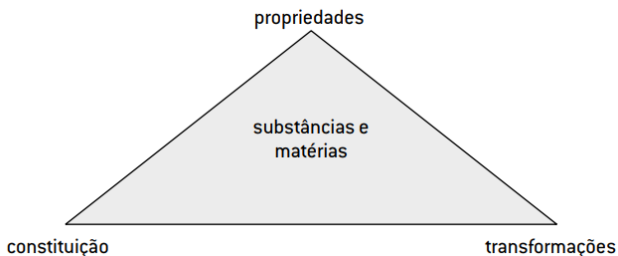 propriedades
substâncias e
matérias
constituição
transformações